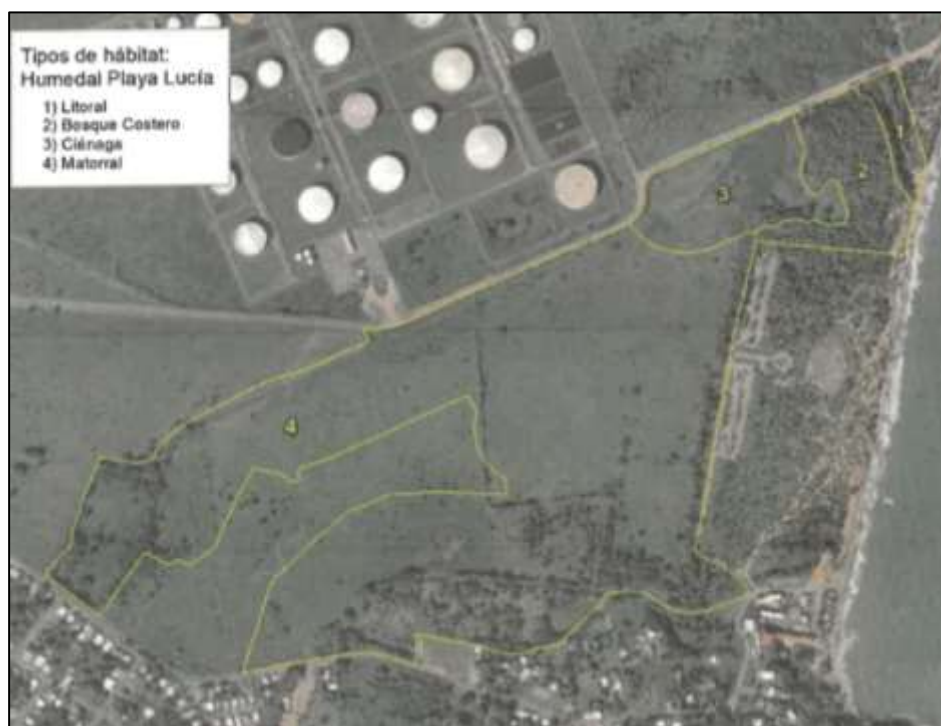 Tipos de hábitat:
Humedal Playa Lucía
1) Litoral
2) Bosque Costero
3) Ciénaga
4) Matorral
1
2
3
4